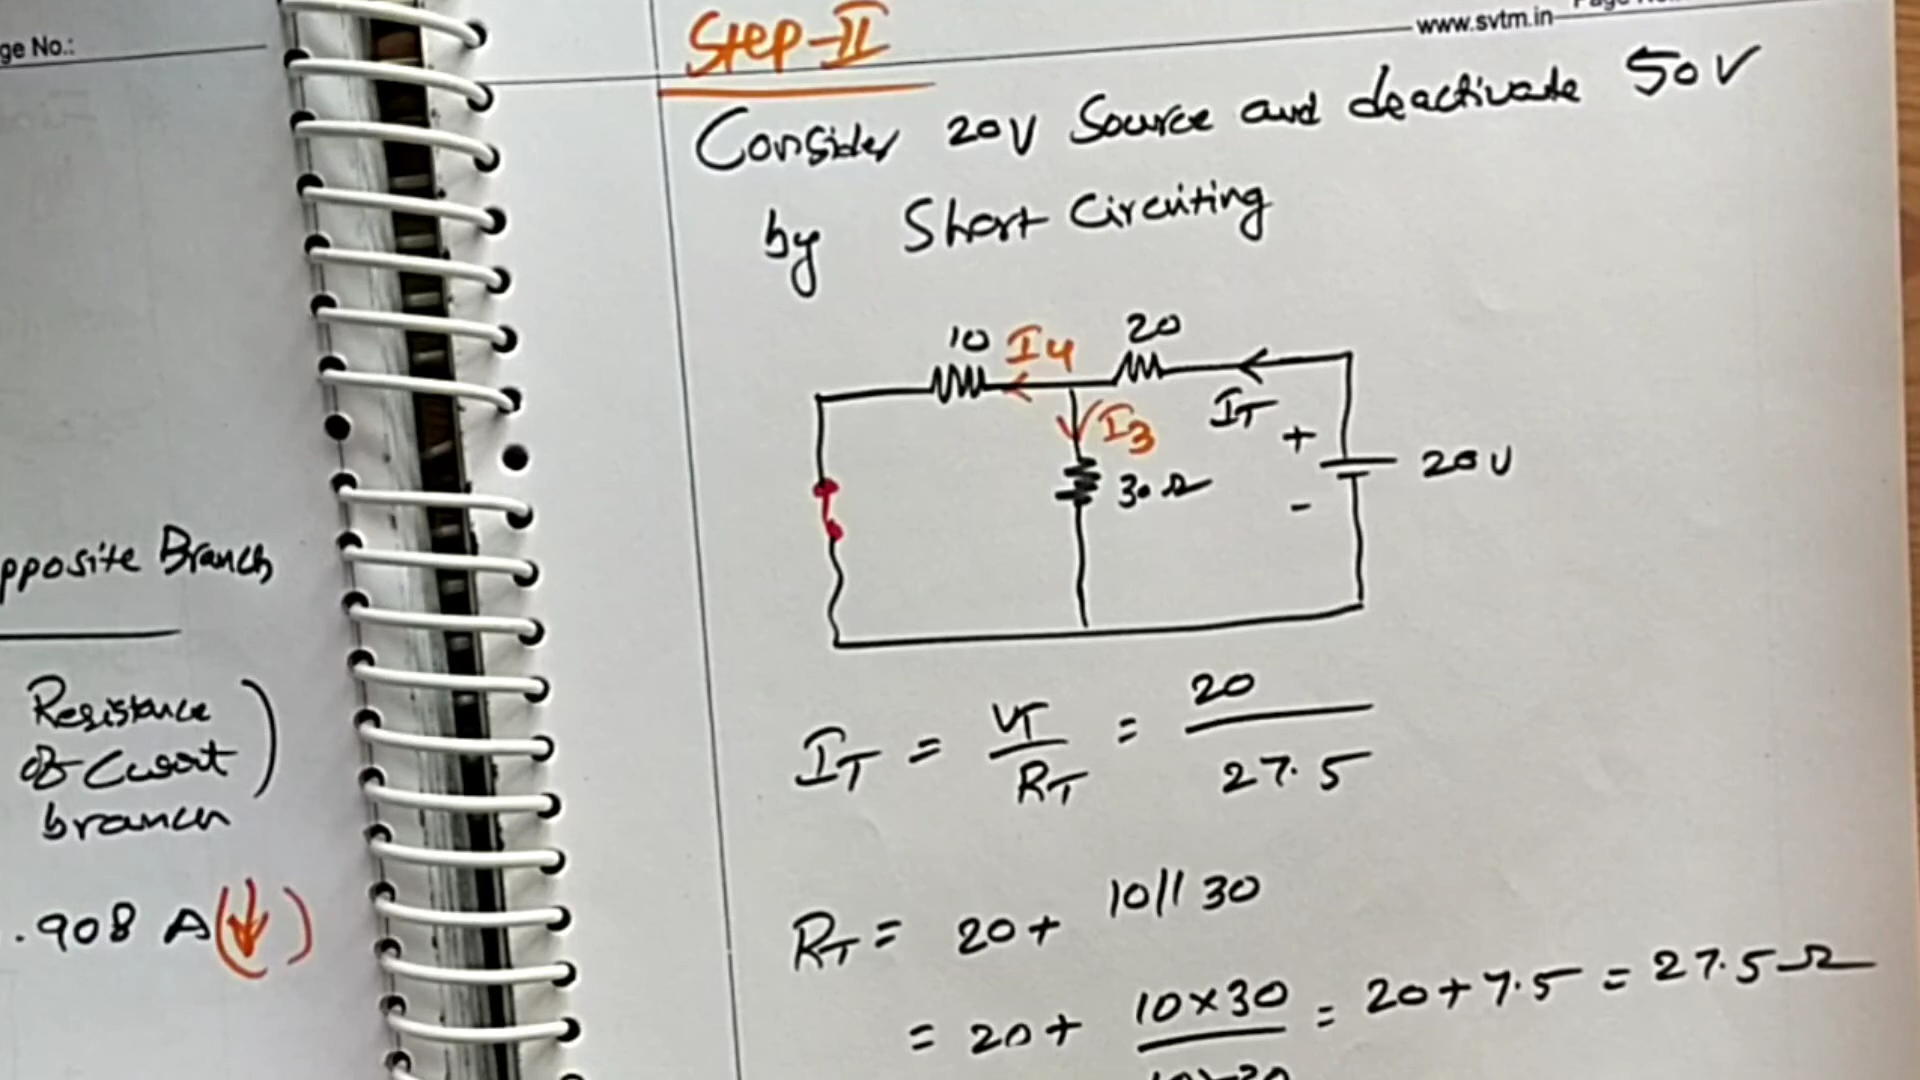 ge No.:
www.svtm.in
Step-II
Consider 20V Source and deactivate 50V
by Short Circuiting
10 I4 20
I3 IT
30Ω + 20V
-
pposite Branch
Resistance
of
branch
IT = VT/RT = 20/27.5
.908 A(↓)
RT = 20+ 10||30
= 20+ 10×30 = 20+7.5 = 27.5Ω